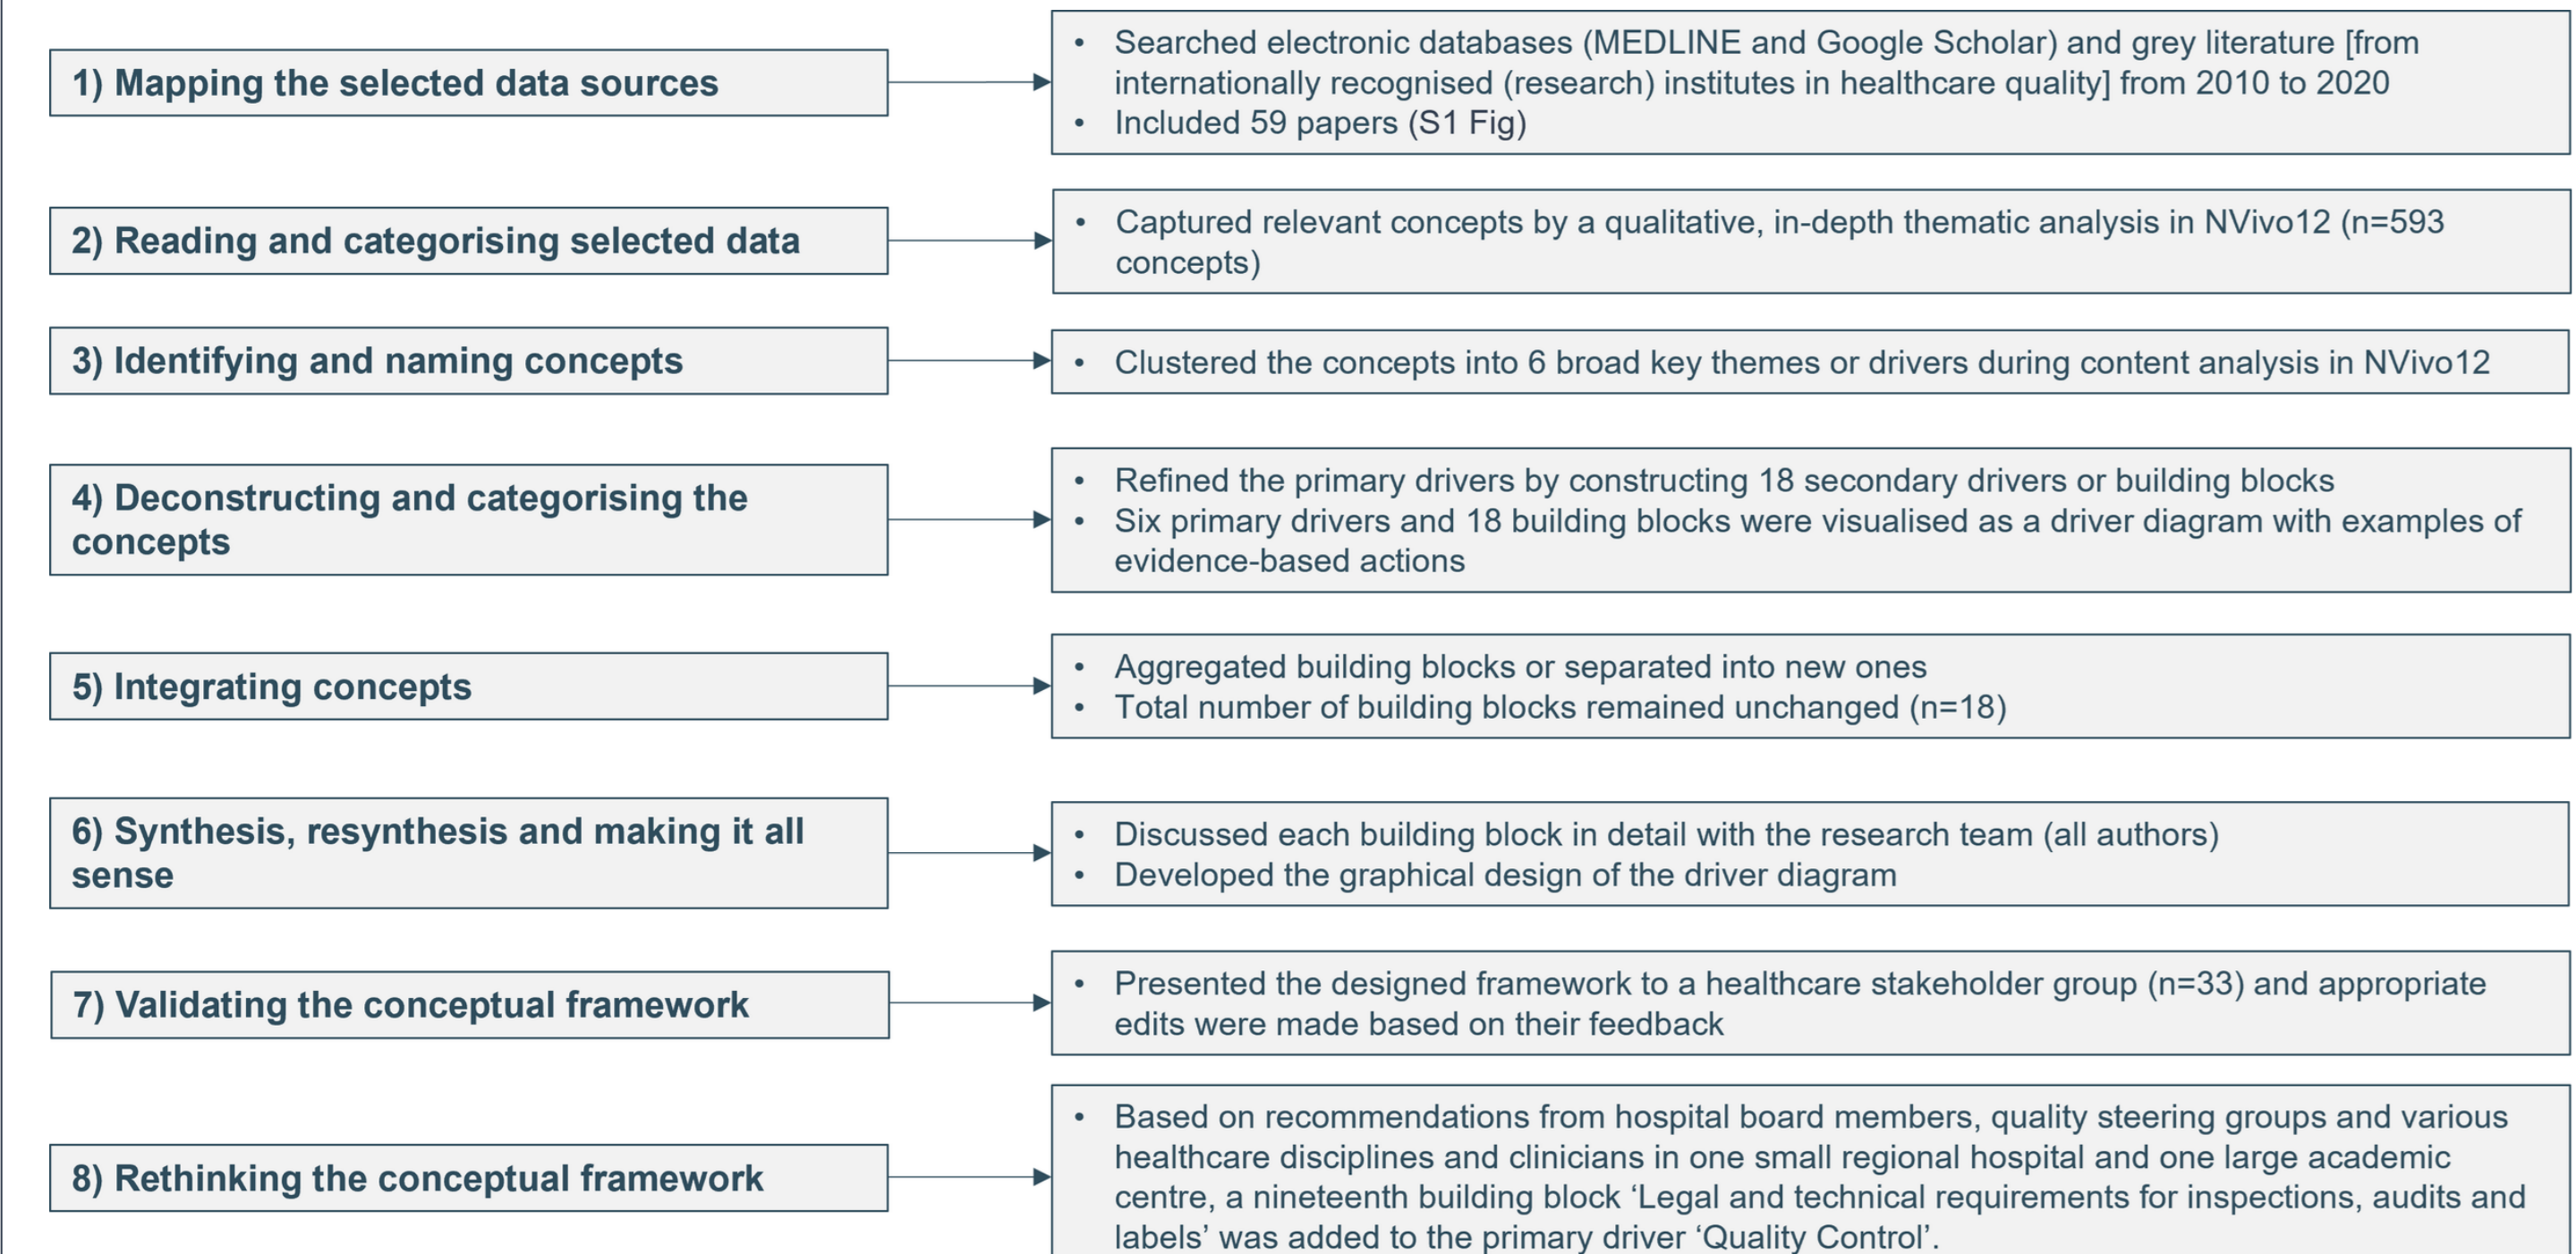 1) Mapping the selected data sources
• Searched electronic databases (MEDLINE and Google Scholar) and grey literature [from
internationally recognised (research) institutes in healthcare quality] from 2010 to 2020
• Included 59 papers (S1 Fig)
2) Reading and categorising selected data
• Captured relevant concepts by a qualitative, in-depth thematic analysis in NVivo12 (n=593
concepts)
3) Identifying and naming concepts
• Clustered the concepts into 6 broad key themes or drivers during content analysis in NVivo12
4) Deconstructing and categorising the
concepts
• Refined the primary drivers by constructing 18 secondary drivers or building blocks
• Six primary drivers and 18 building blocks were visualised as a driver diagram with examples of
evidence-based actions
5) Integrating concepts
• Aggregated building blocks or separated into new ones
• Total number of building blocks remained unchanged (n=18)
6) Synthesis, resynthesis and making it all
sense
• Discussed each building block in detail with the research team (all authors)
• Developed the graphical design of the driver diagram
7) Validating the conceptual framework
• Presented the designed framework to a healthcare stakeholder group (n=33) and appropriate
edits were made based on their feedback
8) Rethinking the conceptual framework
• Based on recommendations from hospital board members, quality steering groups and various
healthcare disciplines and clinicians in one small regional hospital and one large academic
centre, a nineteenth building block ‘Legal and technical requirements for inspections, audits and
labels’ was added to the primary driver ‘Quality Control’.